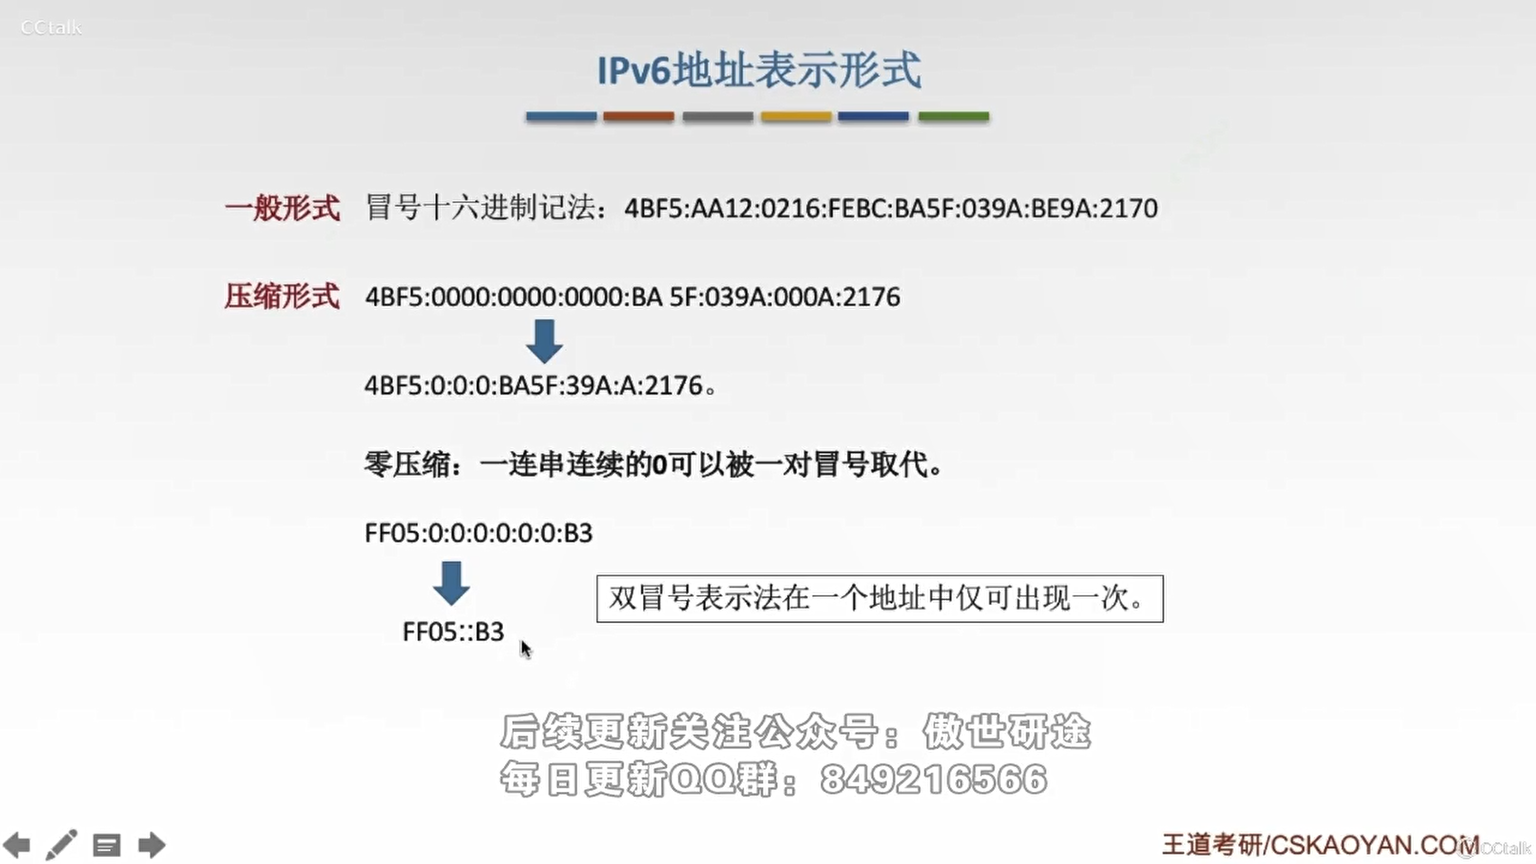 CCtalk
IPv6地址表示形式
一般形式 冒号十六进制记法：4BF5:AA12:0216:FEBC:BA5F:039A:BE9A:2170
压缩形式 4BF5:0000:0000:0000:BA 5F:039A:000A:2176
4BF5:0:0:0:BA5F:39A:A:2176。
零压缩：一连串连续的0可以被一对冒号取代。
FF05:0:0:0:0:0:0:B3
双冒号表示法在一个地址中仅可出现一次。
FF05::B3
后续更新关注公众号：傲世研途
每日更新QQ群：849216566
王道考研/CSKAOYAN.COM
CCtalk